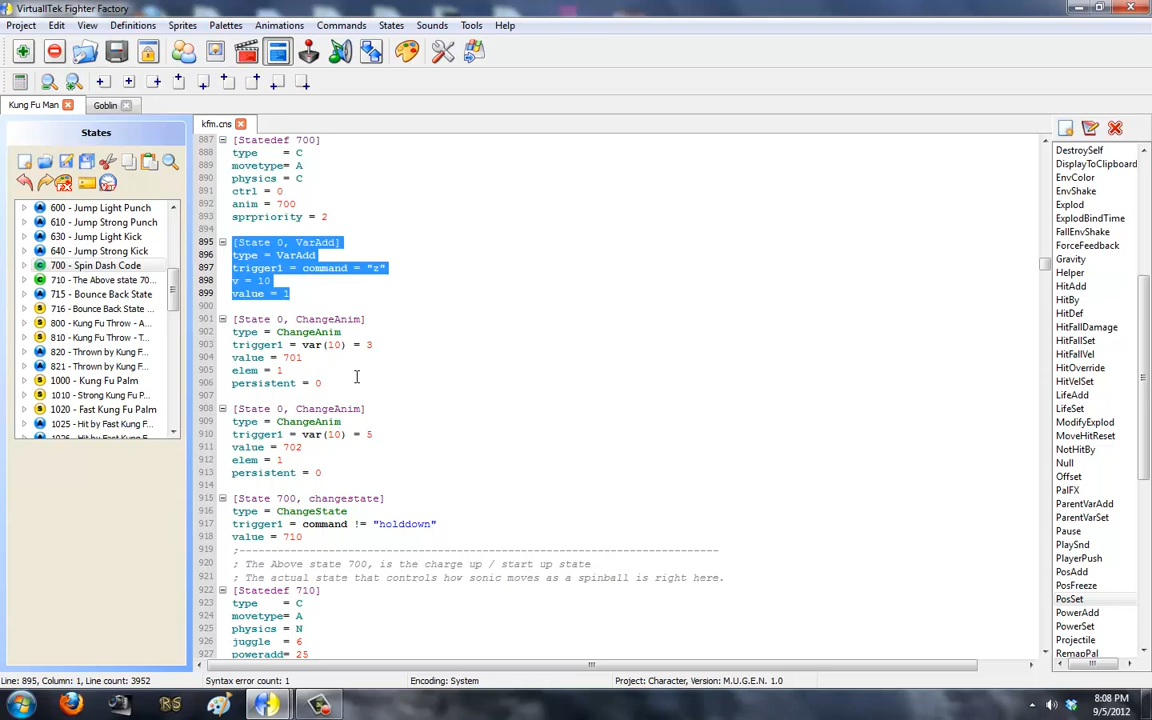 VirtuallTek Fighter Factory
Project Edit View Definitions Sprites Palettes Animations Commands States Sounds Tools Help
Kung Fu Man Goblin
States
600 - Jump Light Punch
610 - Jump Strong Punch
630 - Jump Light Kick
640 - Jump Strong Kick
700 - Spin Dash Code
710 - The Above state 70...
715 - Bounce Back State
716 - Bounce Back State...
800 - Kung Fu Throw - A...
810 - Kung Fu Throw - T...
820 - Thrown by Kung F...
821 - Thrown by Kung F...
1000 - Kung Fu Palm
1010 - Strong Kung Fu P...
1020 - Fast Kung Fu Palm
1025 - Hit by Fast Kung F...
kfm.cns
887 [Statedef 700]
888 type = C
889 movetype= A
890 physics = C
891 ctrl = 0
892 anim = 700
893 sprpriority = 2
894
895 [State 0, VarAdd]
896 type = VarAdd
897 trigger1 = command = "z"
898 v = 10
899 value = 1
900
901 [State 0, ChangeAnim]
902 type = ChangeAnim
903 trigger1 = var(10) = 3
904 value = 701
905 elem = 1
906 persistent = 0
907
908 [State 0, ChangeAnim]
909 type = ChangeAnim
910 trigger1 = var(10) = 5
911 value = 702
912 elem = 1
913 persistent = 0
914
915 [State 700, changestate]
916 type = ChangeState
917 trigger1 = command != "holddown"
918 value = 710
919 ;---------------------------------------------------------------------
920 ; The Above state 700, is the charge up / start up state
921 ; The actual state that controls how sonic moves as a spinball is right here.
922 [Statedef 710]
923 type = C
924 movetype= A
925 physics = N
926 juggle = 6
927 poweradd= 25
DestroySelf
DisplayToClipboard
EnvColor
EnvShake
Explod
ExplodBindTime
FallEnvShake
ForceFeedback
Gravity
Helper
HitAdd
HitBy
HitDef
HitFallDamage
HitFallSet
HitFallVel
HitOverride
HitVelSet
LifeAdd
LifeSet
ModifyExplod
MoveHitReset
NotHitBy
Null
Offset
PalFX
ParentVarAdd
ParentVarSet
Pause
PlaySnd
PlayerPush
PosAdd
PosFreeze
PosSet
PowerAdd
PowerSet
Projectile
RemapPal
Line: 895, Column: 1, Line count: 3952 Syntax error count: 1 Encoding: System Project: Character, Version: M.U.G.E.N. 1.0
RS
8:08 PM
9/5/2012